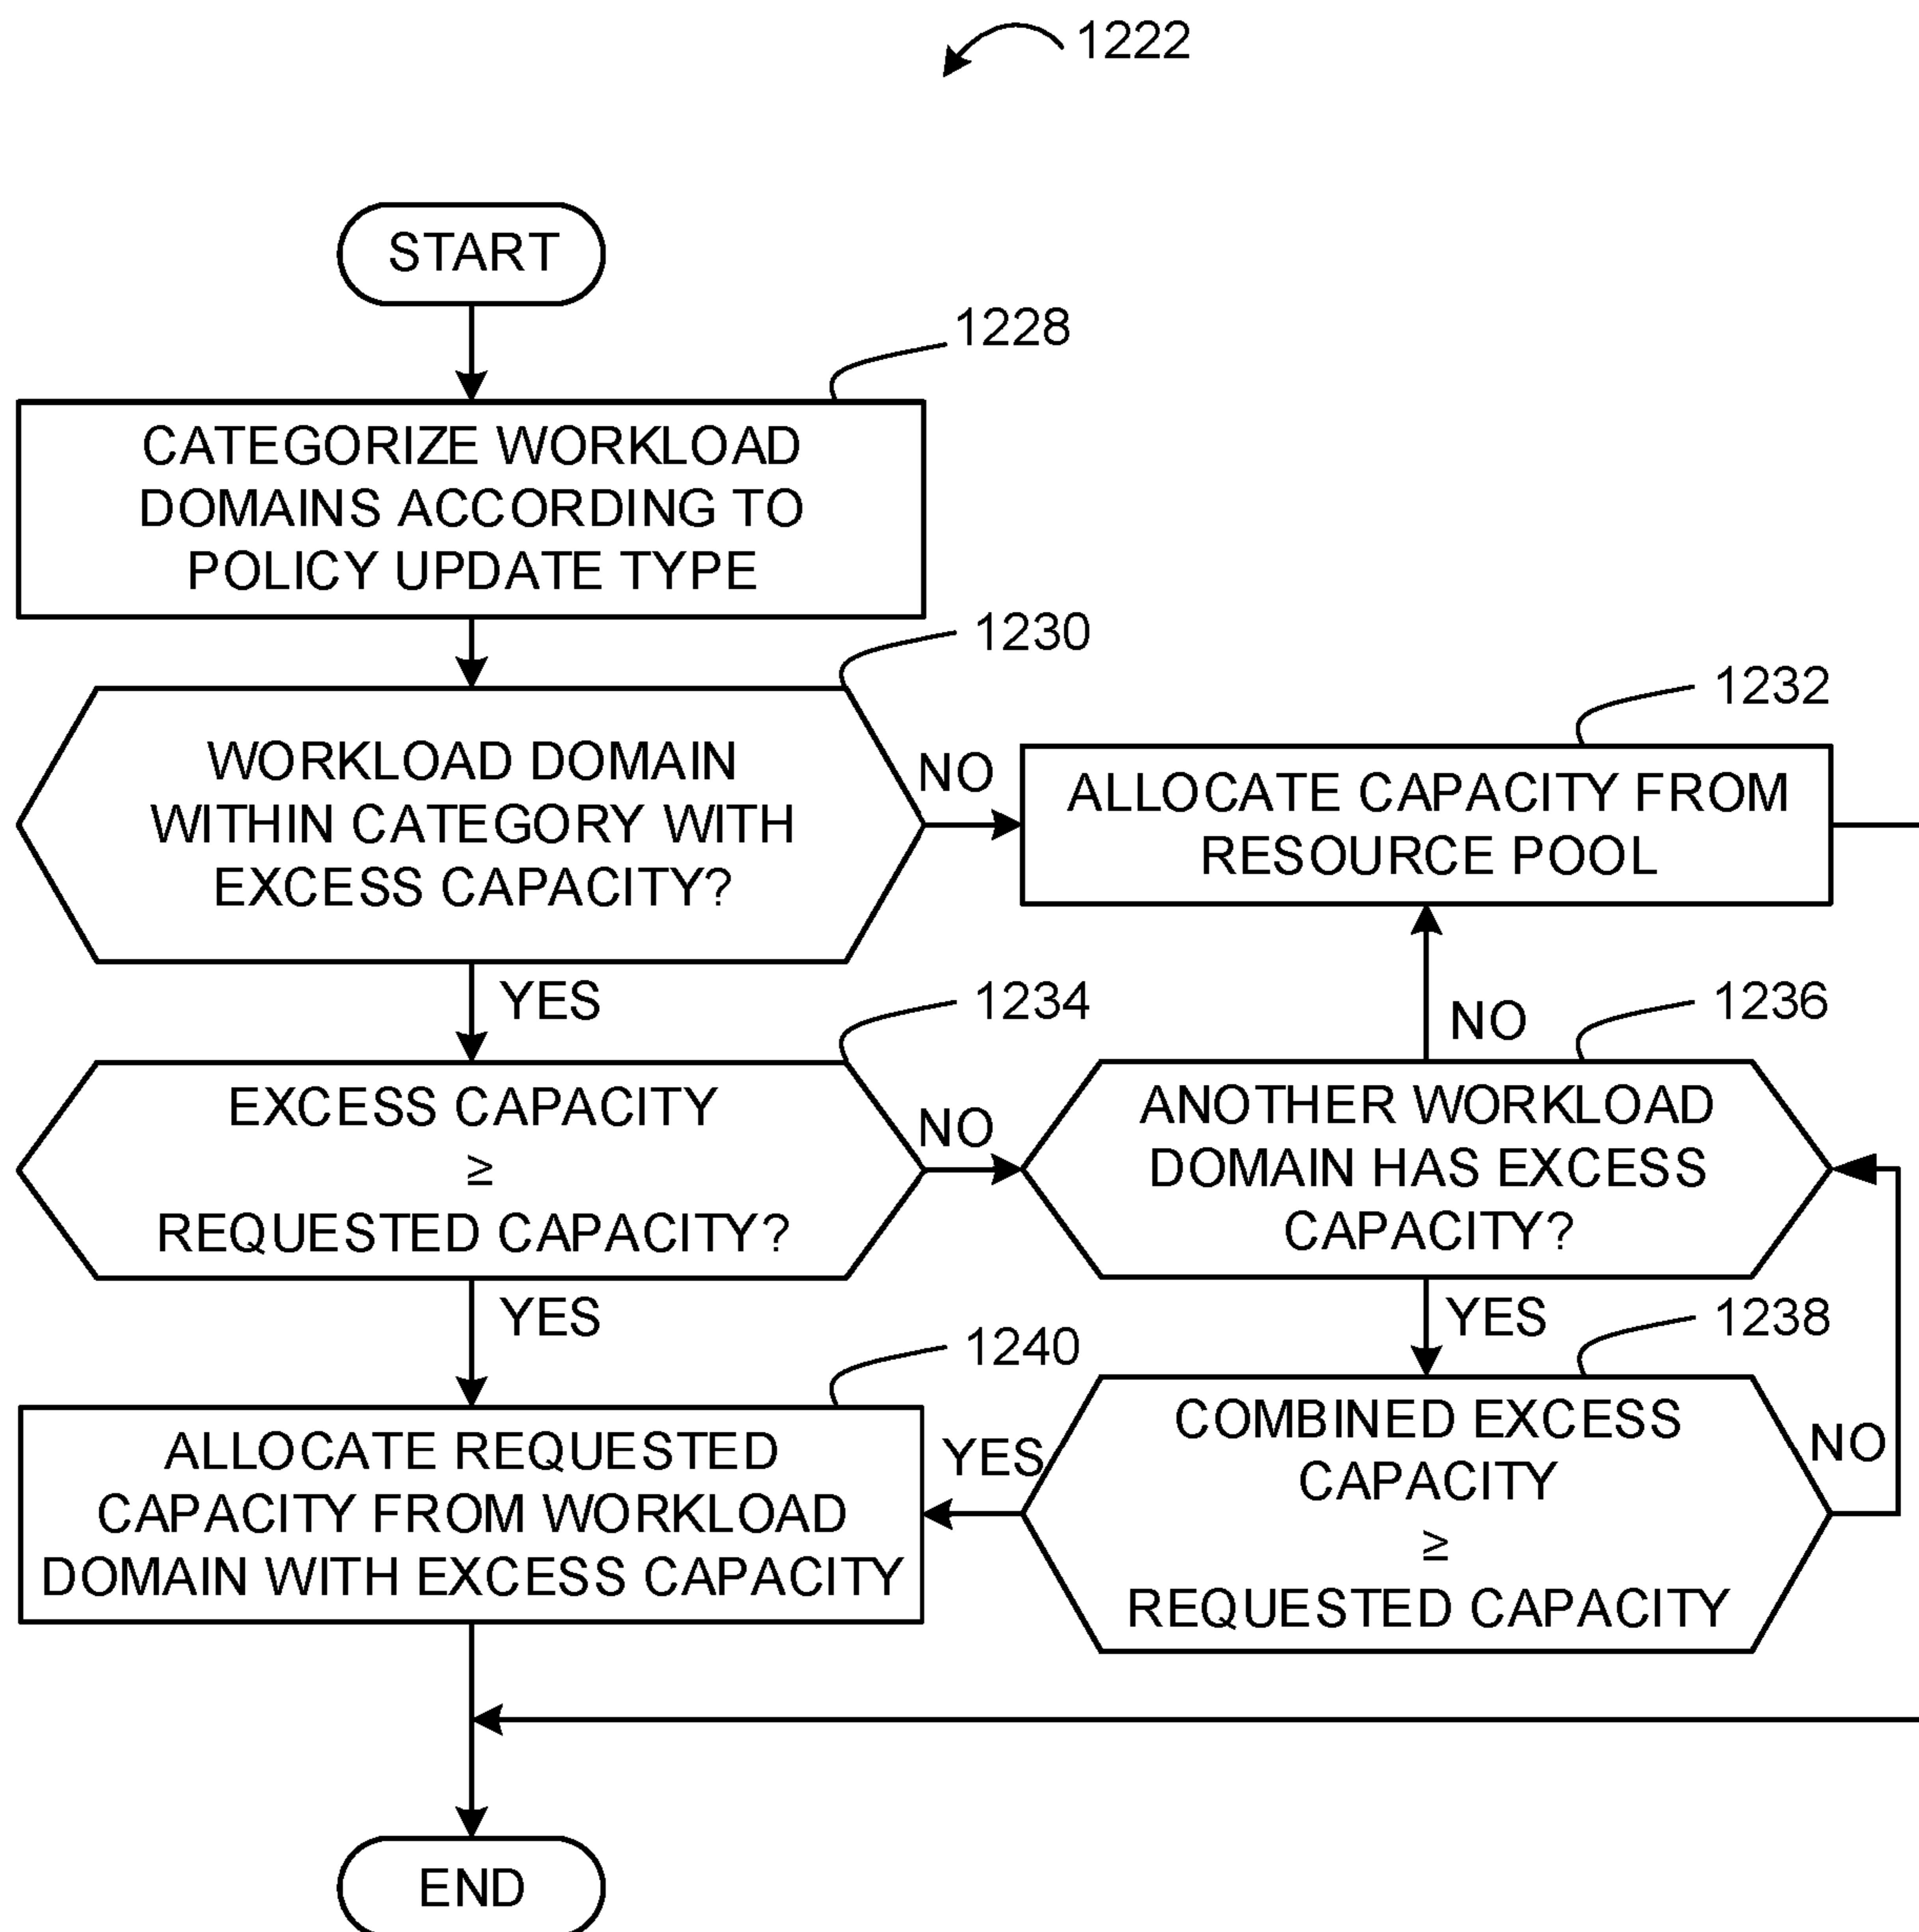 1222
START
1228
CATEGORIZE WORKLOAD
DOMAINS ACCORDING TO
POLICY UPDATE TYPE
1230
WORKLOAD DOMAIN
WITHIN CATEGORY WITH
EXCESS CAPACITY?
NO
1232
ALLOCATE CAPACITY FROM
RESOURCE POOL
YES
1234
EXCESS CAPACITY
≥
REQUESTED CAPACITY?
NO
NO
1236
ANOTHER WORKLOAD
DOMAIN HAS EXCESS
CAPACITY?
YES
1240
ALLOCATE REQUESTED
CAPACITY FROM WORKLOAD
DOMAIN WITH EXCESS CAPACITY
YES
YES
1238
COMBINED EXCESS
CAPACITY
≥
REQUESTED CAPACITY
NO
END